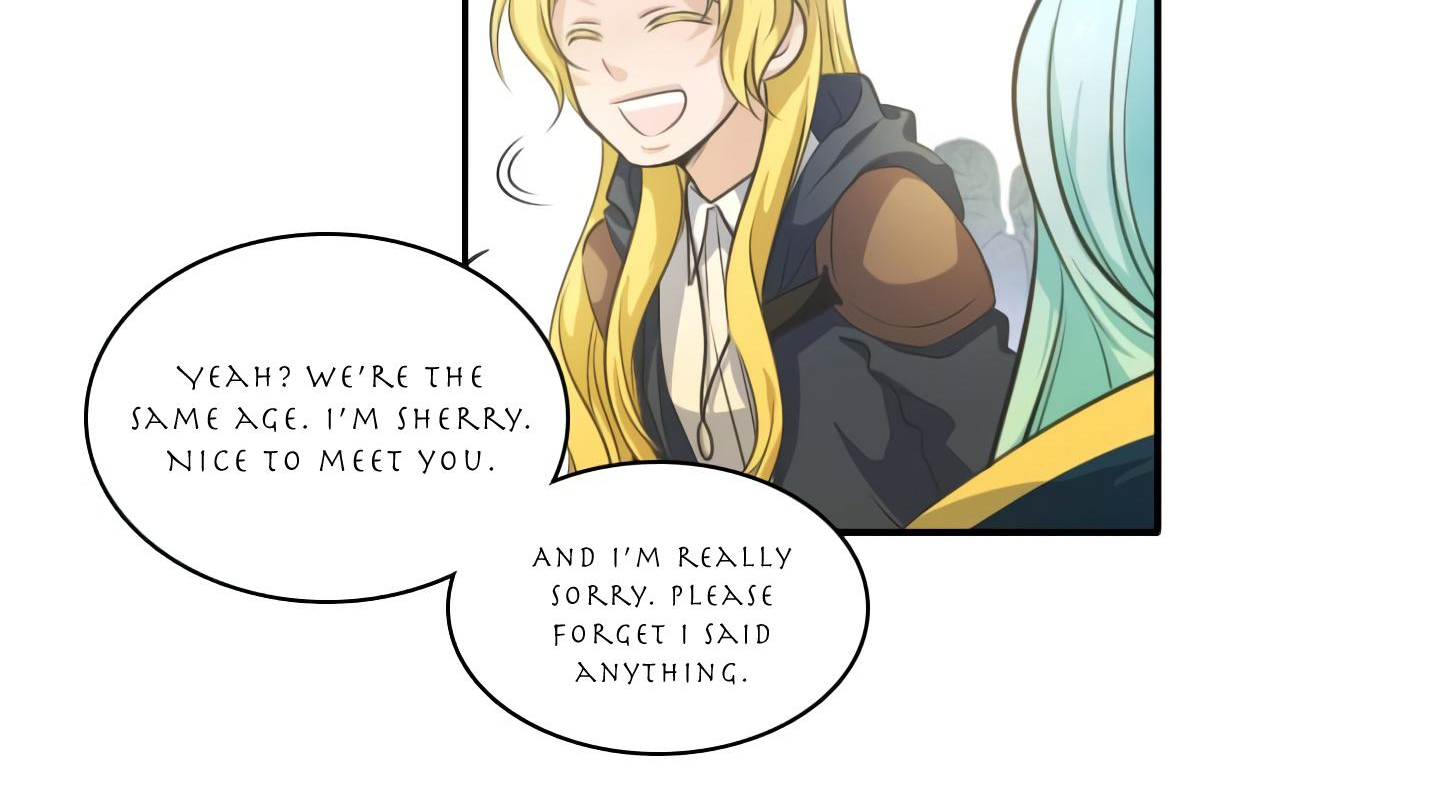 Yeah? We're the
same age. I'm Sherry.
Nice to meet you.
And I'm really
sorry. Please
forget I said
anything.